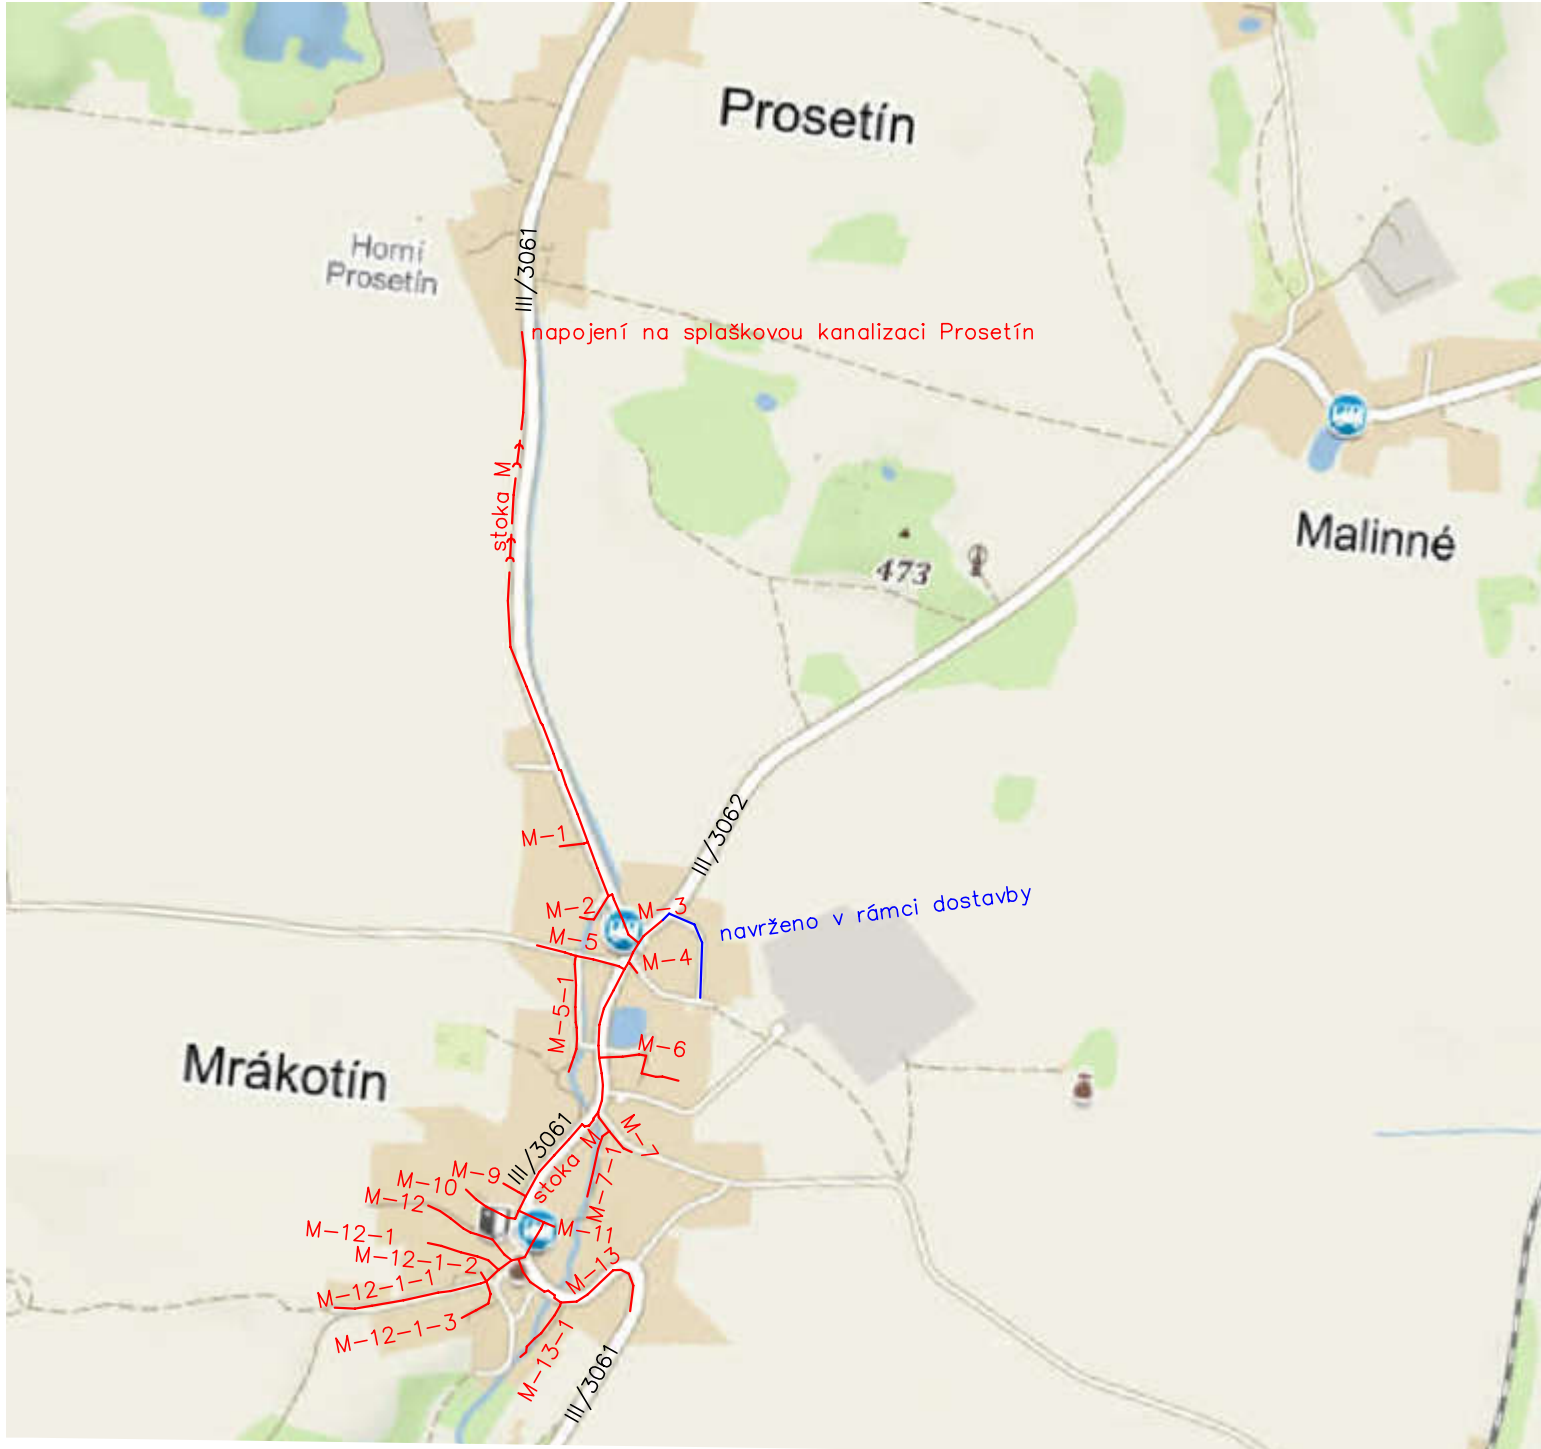 Prosetín
III/3061
Horní
Prosetín
napojení na splaškovou kanalizaci Prosetín
stoka M
Malinné
473
III/3062
M-1
M-2
M-3
navrženo v rámci dostavby
M-5
M-4
M-5-1
M-6
Mrákotín
III/3061
M-7
stoka M
M-7-1
M-9
M-10
M-12
M-11
M-12-1
M-12-1-2
M-13
M-12-1-1
M-12-1-3
M-13-1
III/3061